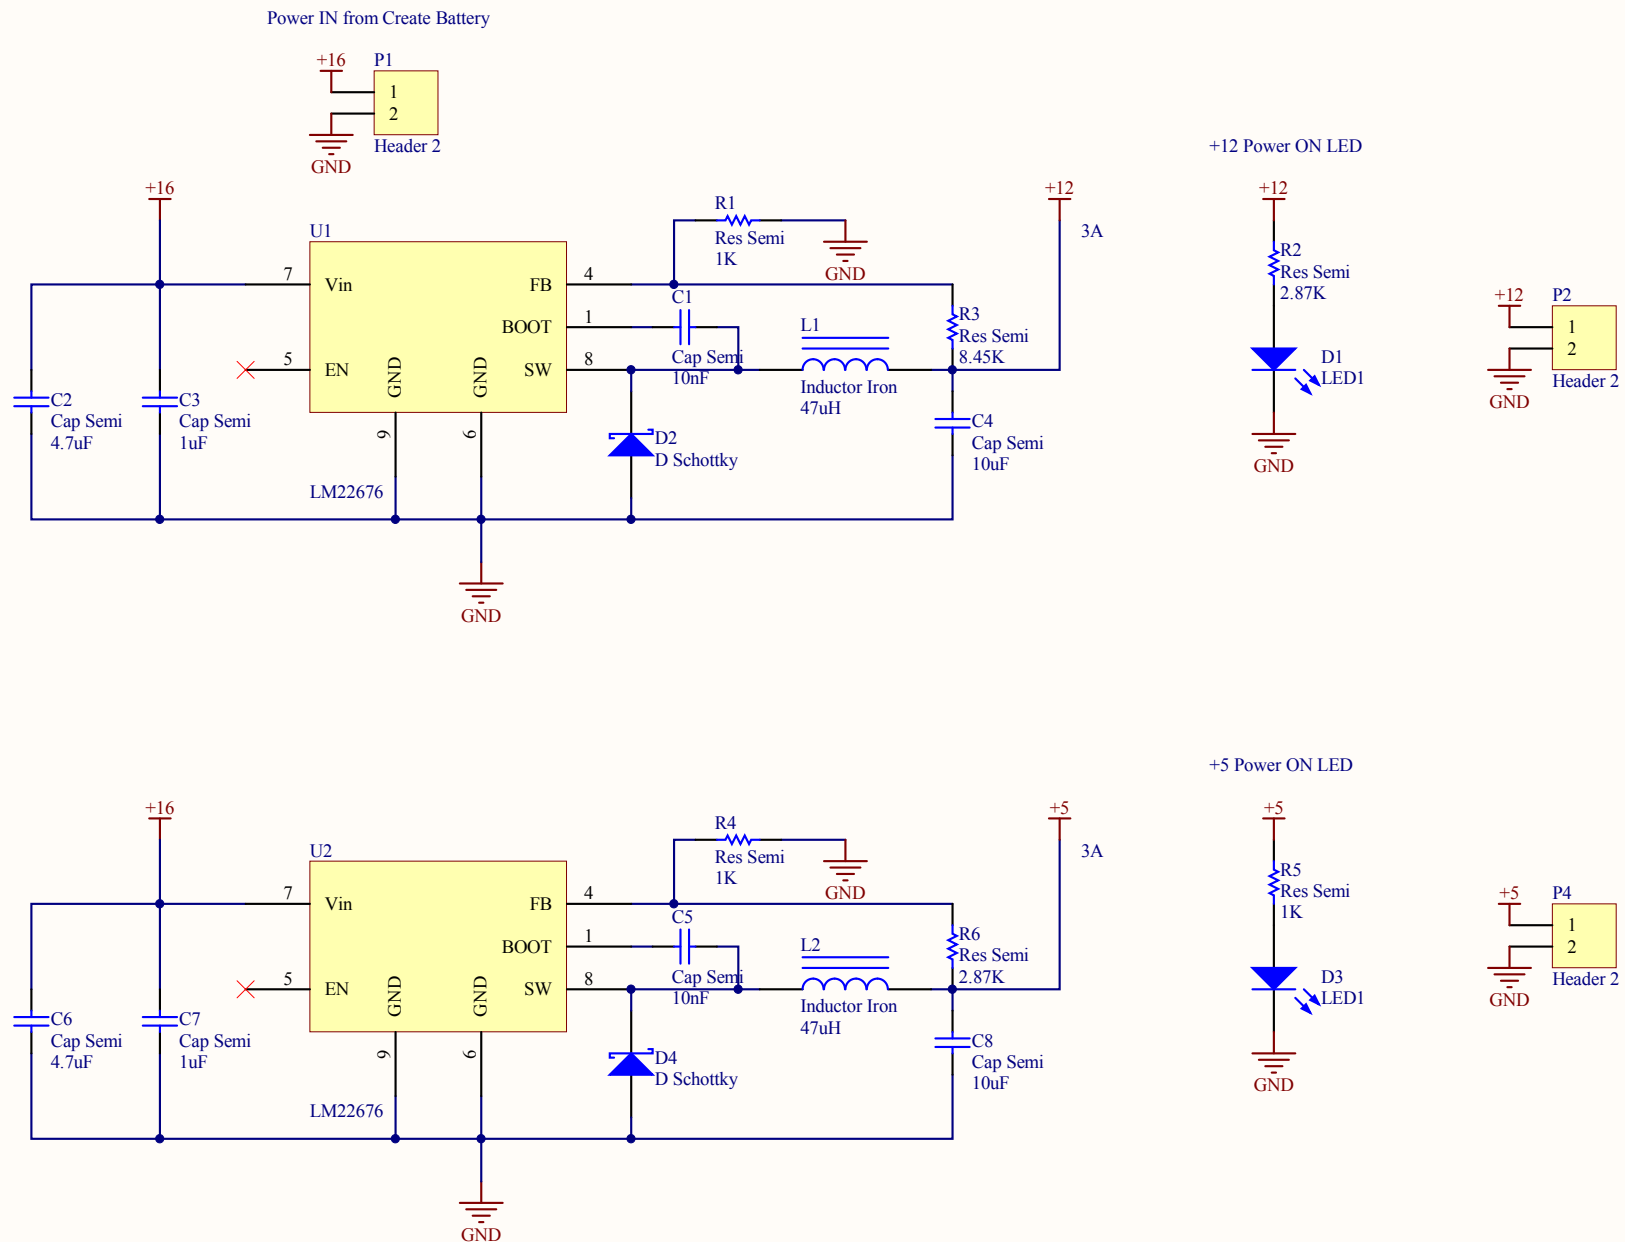 Power IN from Create Battery
+16
P1
1
2
Header 2
GND
+16
U1
7
Vin
5
EN
GND
9
GND
6
FB
4
BOOT
1
SW
8
LM22676
R1
Res Semi
1K
GND
C1
Cap Semi
10nF
L1
Inductor Iron
47uH
R3
Res Semi
8.45K
+12
3A
C2
Cap Semi
4.7uF
C3
Cap Semi
1uF
D2
D Schottky
C4
Cap Semi
10uF
GND
+12 Power ON LED
+12
R2
Res Semi
2.87K
D1
LED1
GND
+12
P2
1
2
Header 2
GND
+16
U2
7
Vin
5
EN
GND
9
GND
6
FB
4
BOOT
1
SW
8
LM22676
R4
Res Semi
1K
GND
C5
Cap Semi
10nF
L2
Inductor Iron
47uH
R6
Res Semi
2.87K
+5
3A
C6
Cap Semi
4.7uF
C7
Cap Semi
1uF
D4
D Schottky
C8
Cap Semi
10uF
GND
+5 Power ON LED
+5
R5
Res Semi
1K
D3
LED1
GND
+5
P4
1
2
Header 2
GND